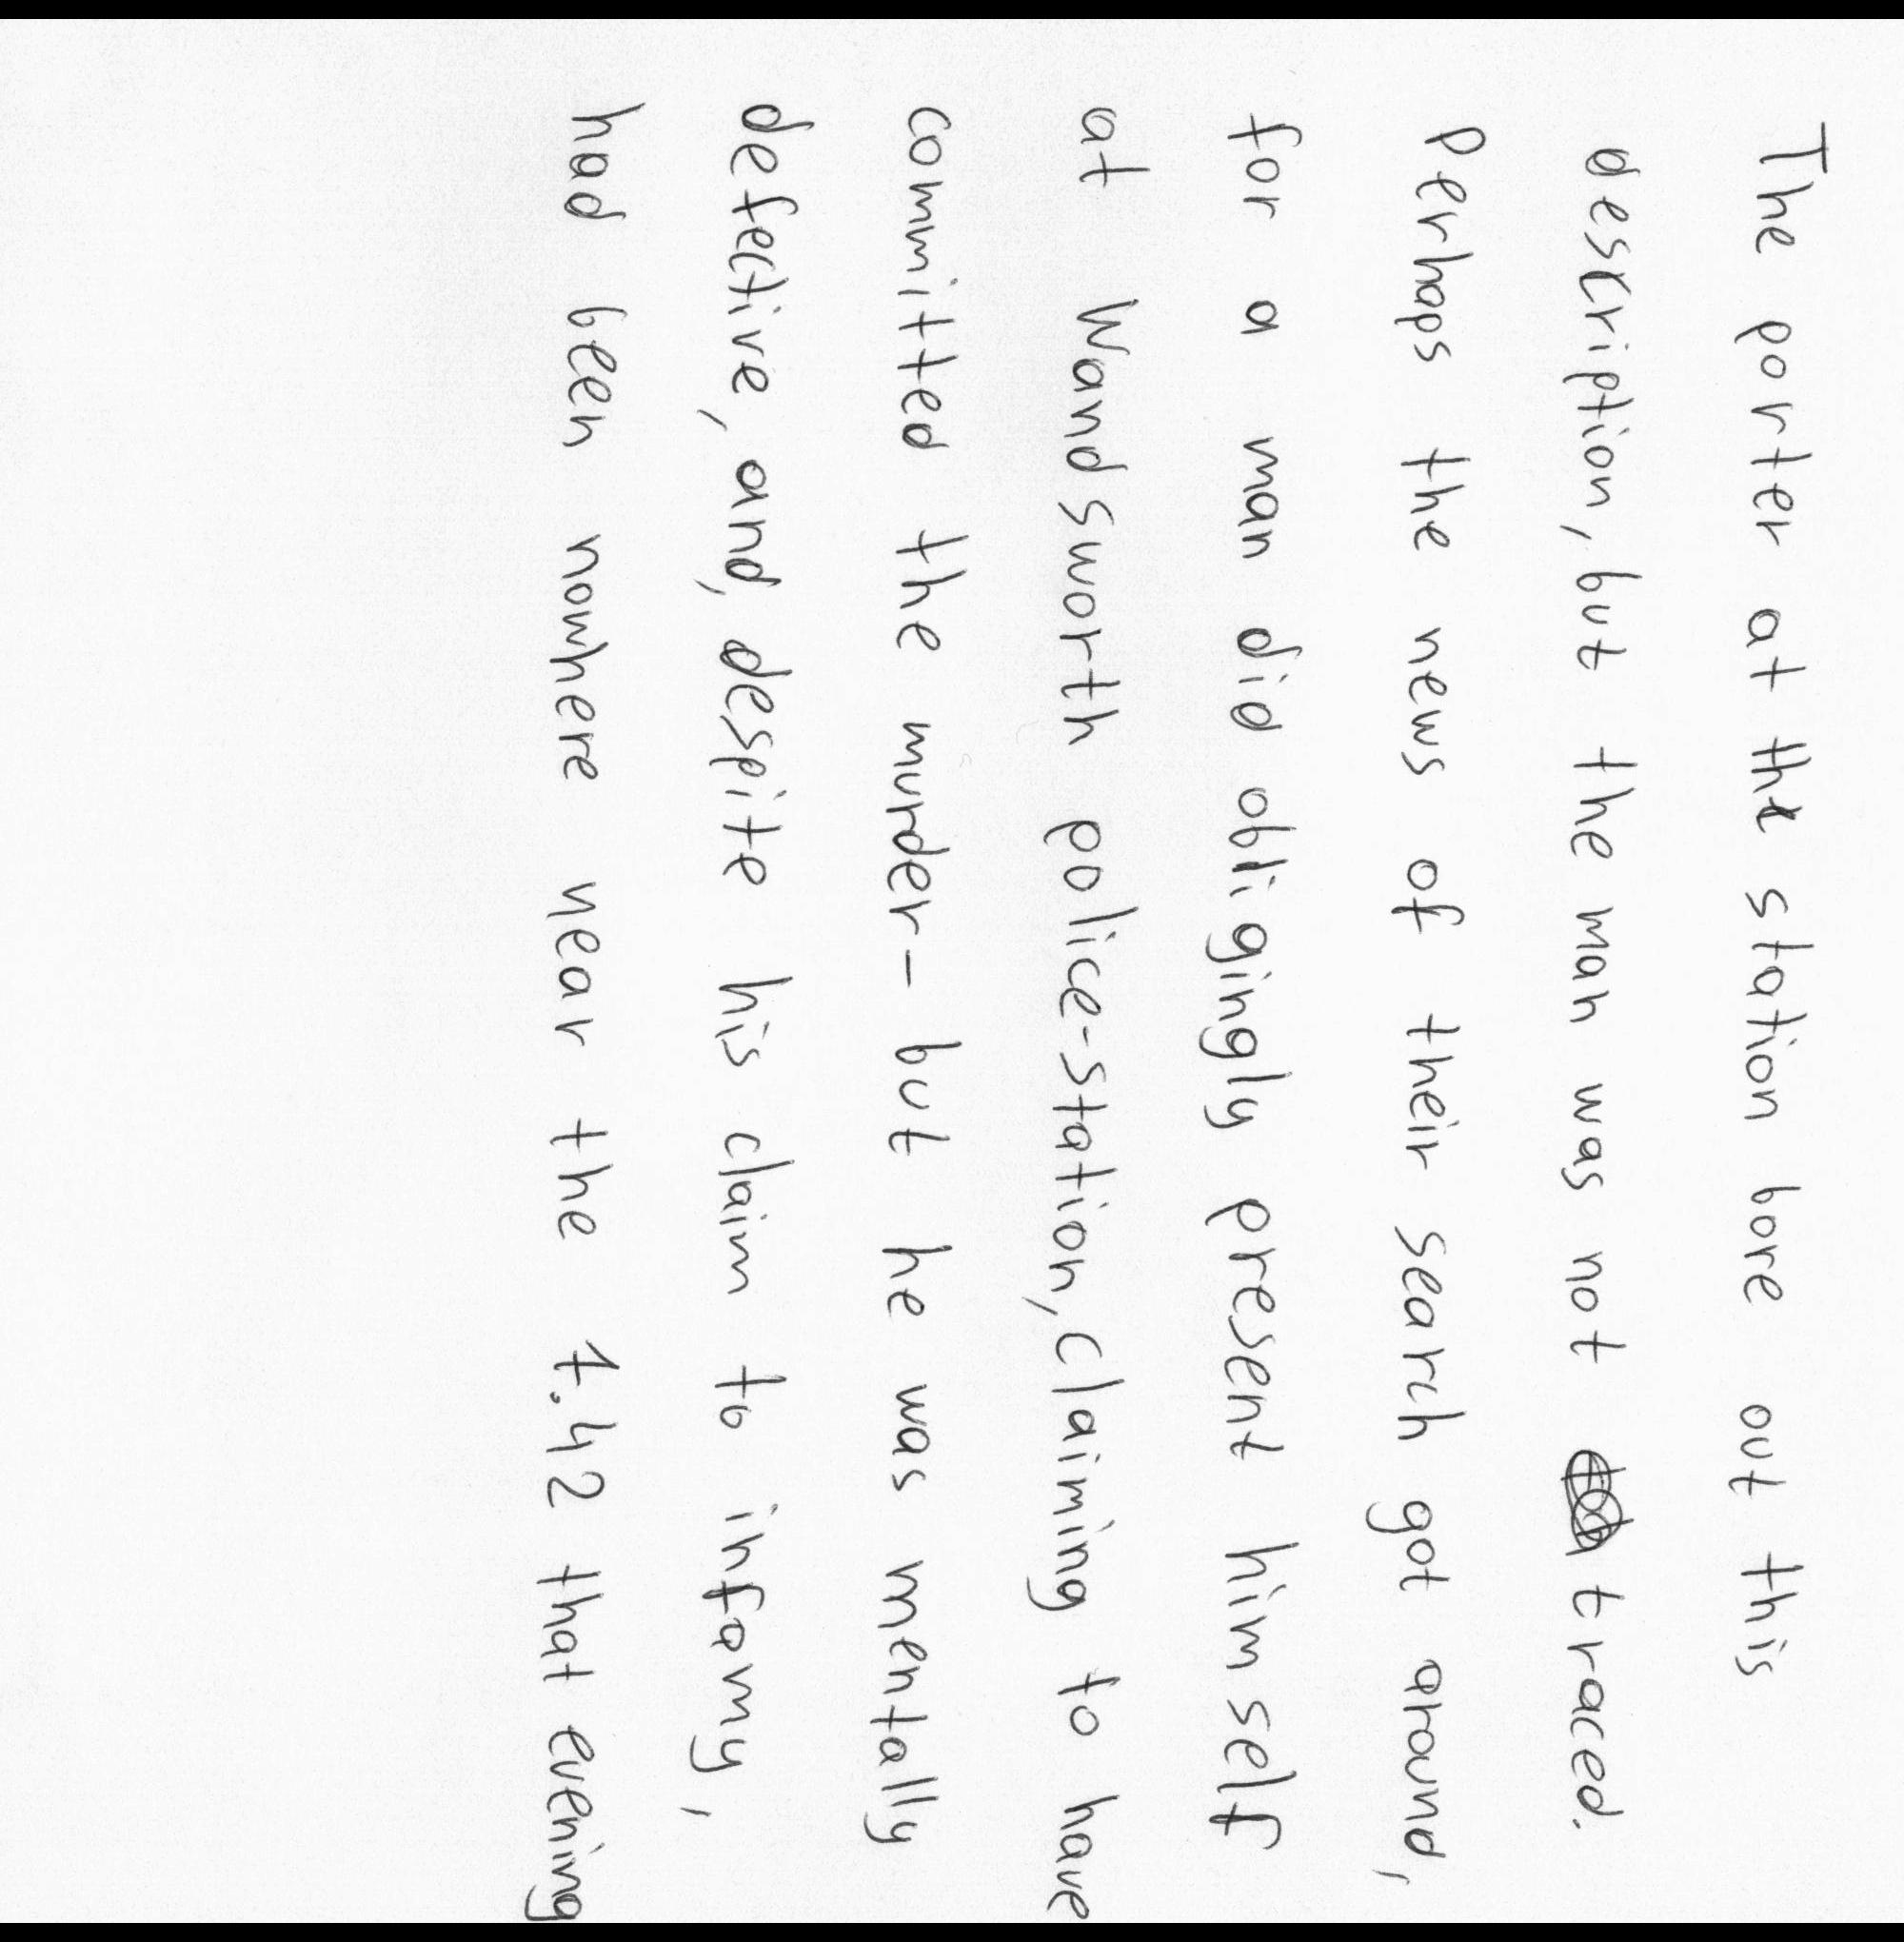 The porter at the station bore out this
description, but the man was not traced.
Perhaps the news of their search got around,
for a man did obligingly present himself
at Wandsworth police-station, claiming to have
committed the murder - but he was mentally
defective, and, despite his claim to infamy,
had been nowhere near the 7.42 that evening